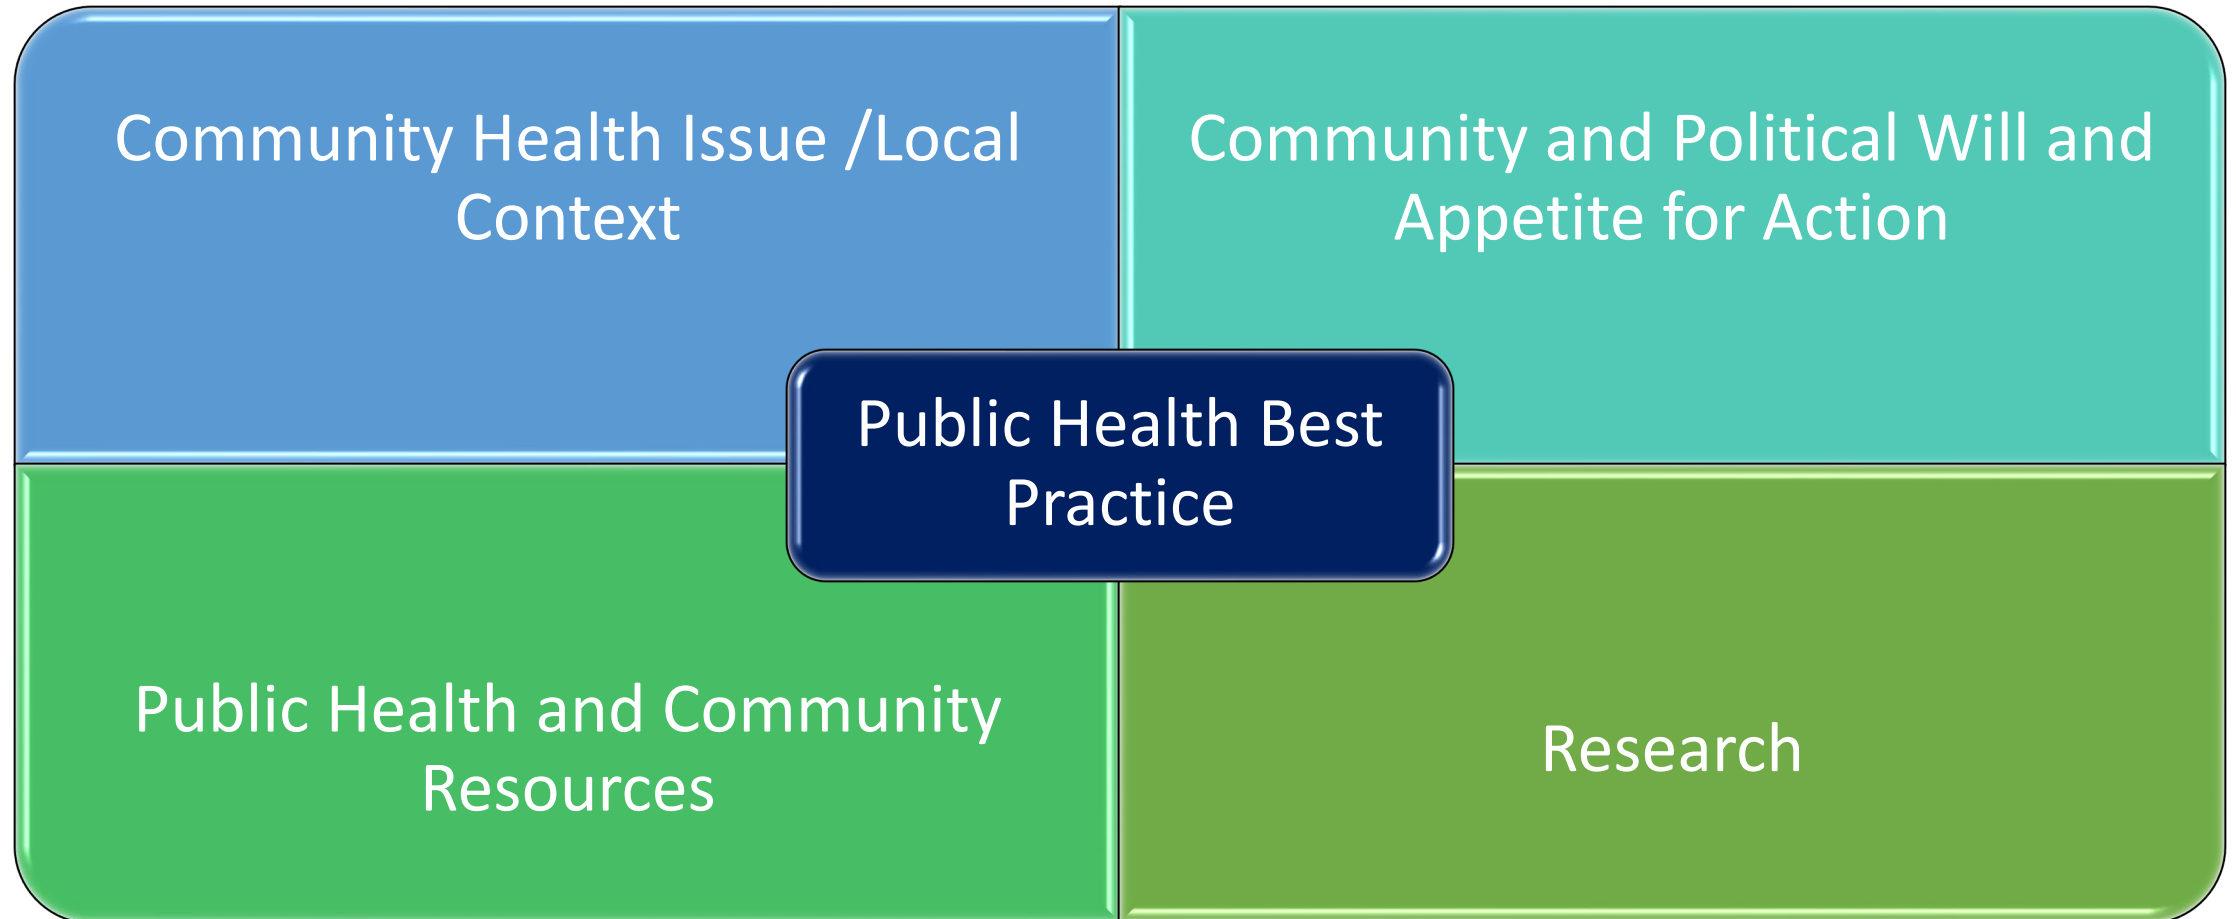 Community Health Issue /Local
Context
Community and Political Will and
Appetite for Action
Public Health Best
Practice
Public Health and Community
Resources
Research